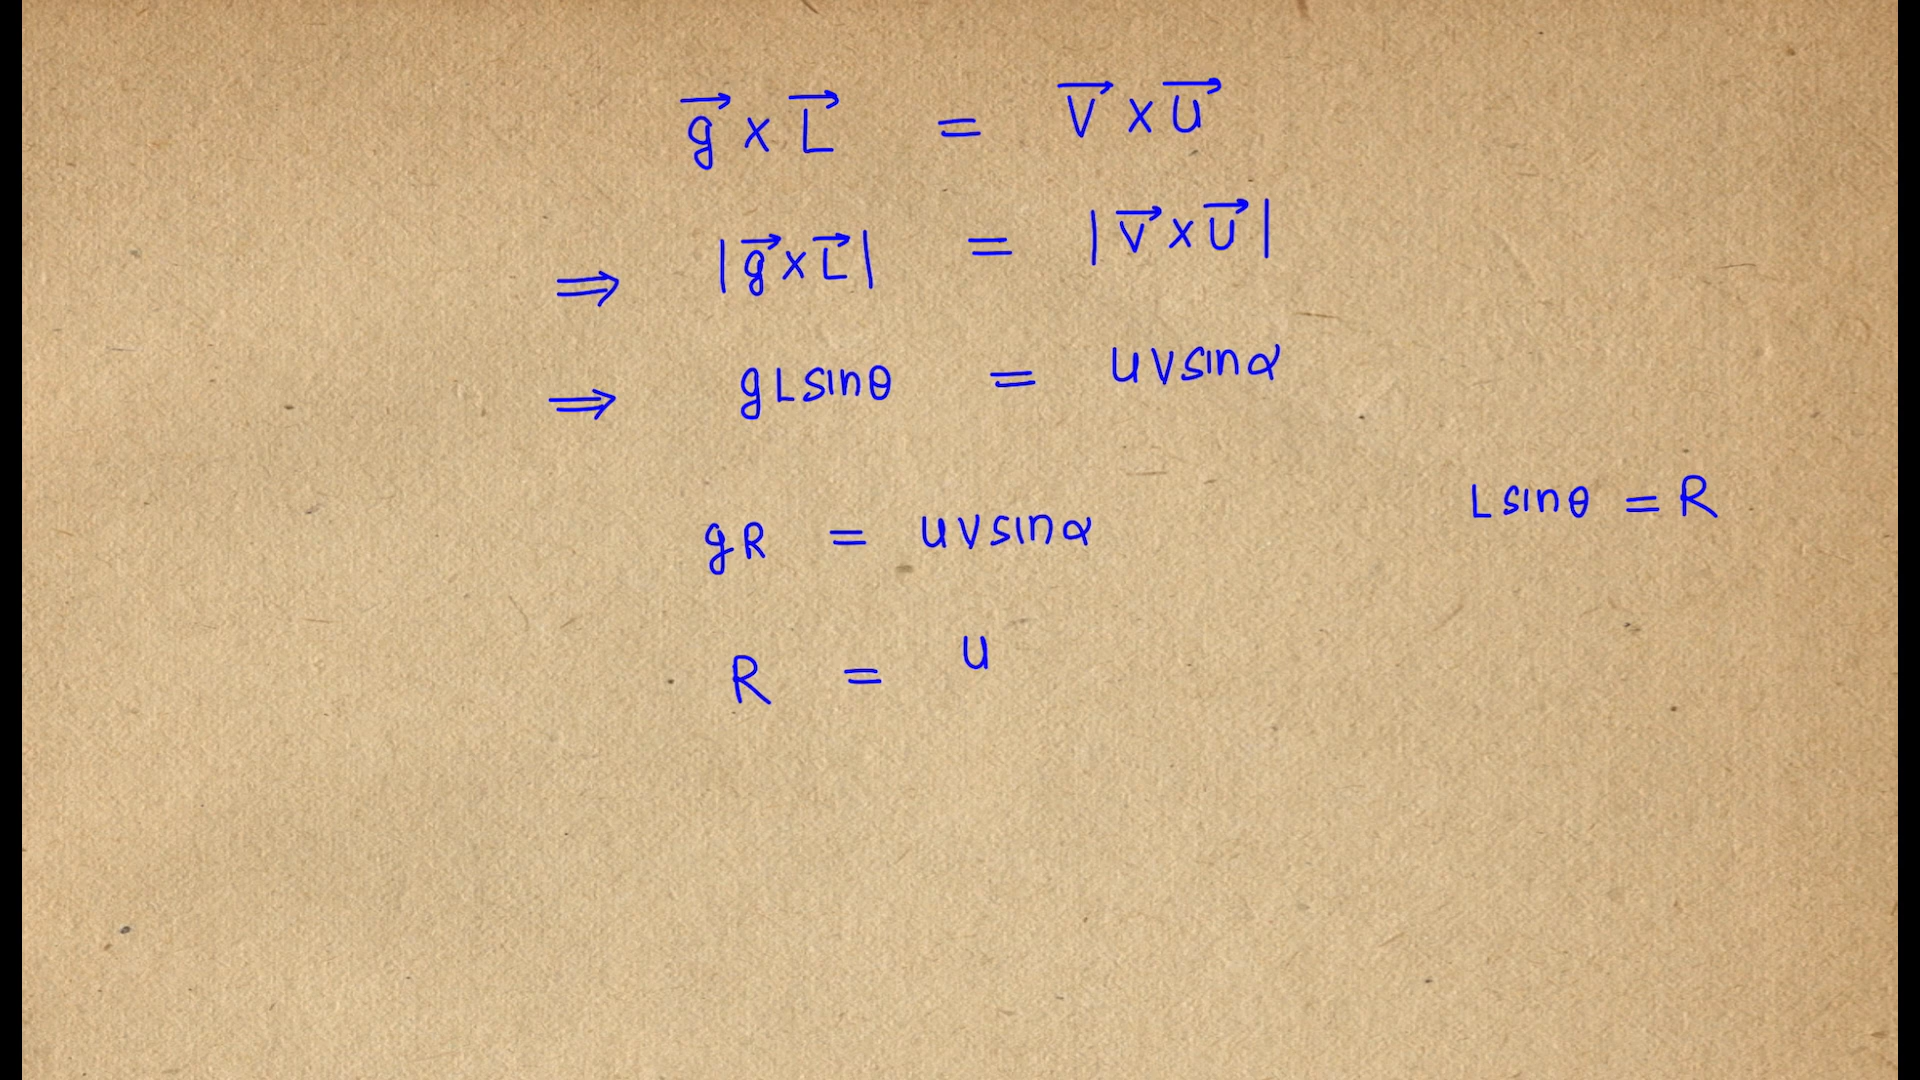 g⃗ × L⃗ = V⃗ × U⃗
⇒ |g⃗ × L⃗| = |V⃗ × U⃗|
⇒ gLsinθ = UVsinα
Lsinθ = R
gR = UVsinα
R = U